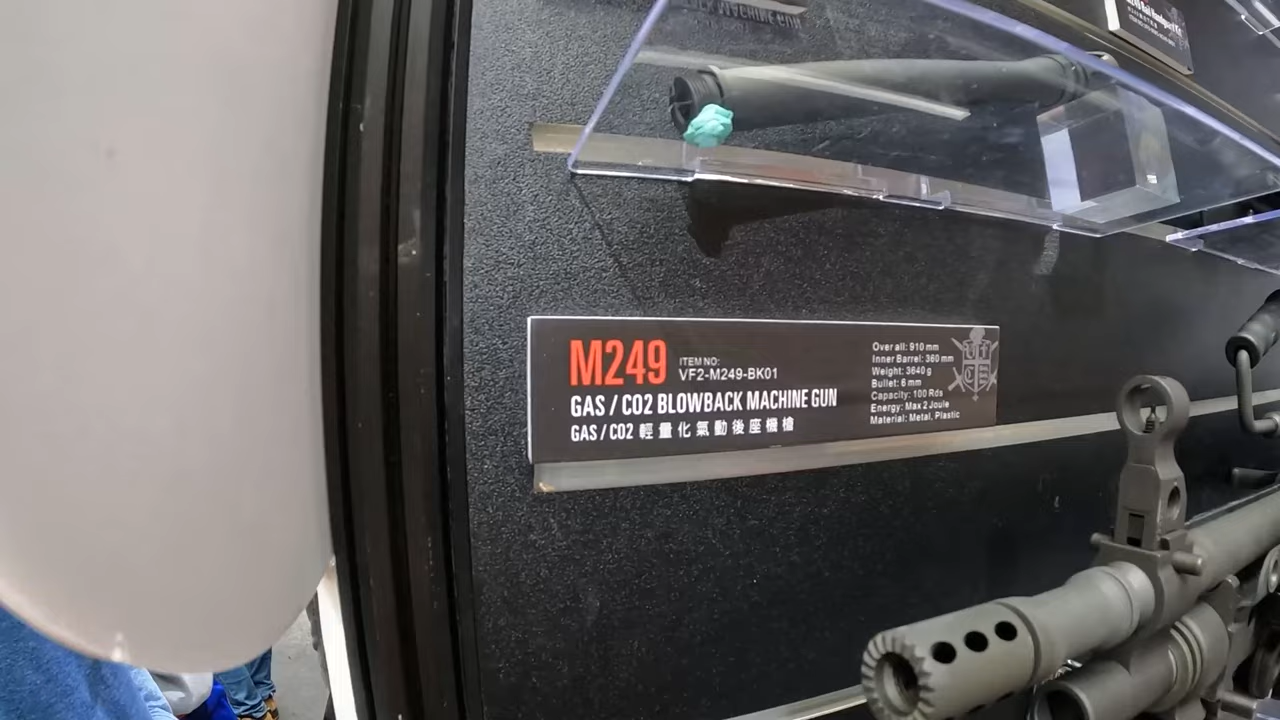 M249
ITEM NO:
VF2-M249-BK01
GAS / CO2 BLOWBACK MACHINE GUN
GAS / CO2 輕量化氣動後座機槍
Over all: 910 mm
Inner Barrel: 360 mm
Weight: 3640 g
Bullet: 6 mm
Capacity: 100 Rds
Energy: Max 2 Joule
Material: Metal, Plastic